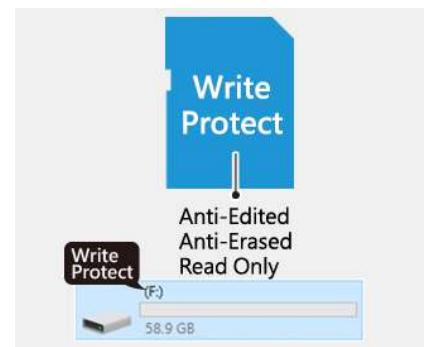 Write
Protect
Anti-Edited
Anti-Erased
Read Only
Write
Protect
(F:)
58.9 GB